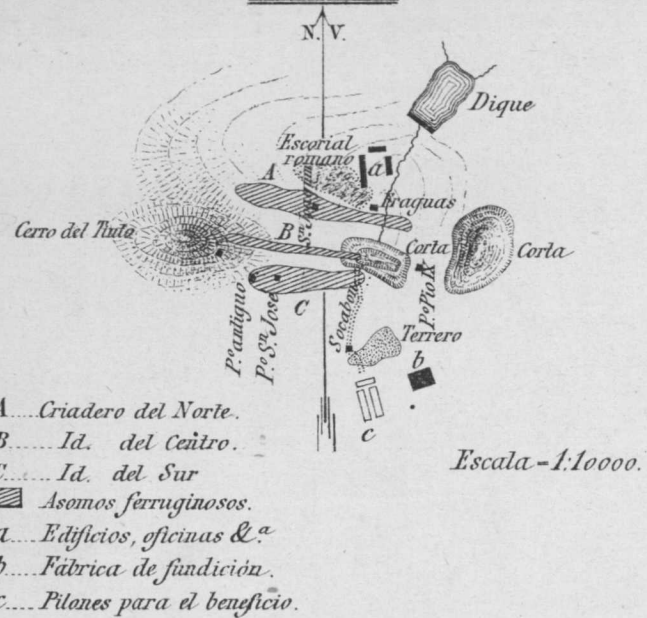 N. V.
Dique
Escorial
romano
A
a
Fraguas
Cerro del Tinto
B
Corta
Corta
C
Pº antiguo
Pº Sn Jose
Socabon
Pº Pio IX
Terrero
b
c
A....Criadero del Norte.
B......Id. del Centro.
C......Id. del Sur
Asomos ferruginosos.
a....Edificios, oficinas &.a
b.....Fábrica de fundición.
c....Pilones para el beneficio.
Escala = 1:10000.